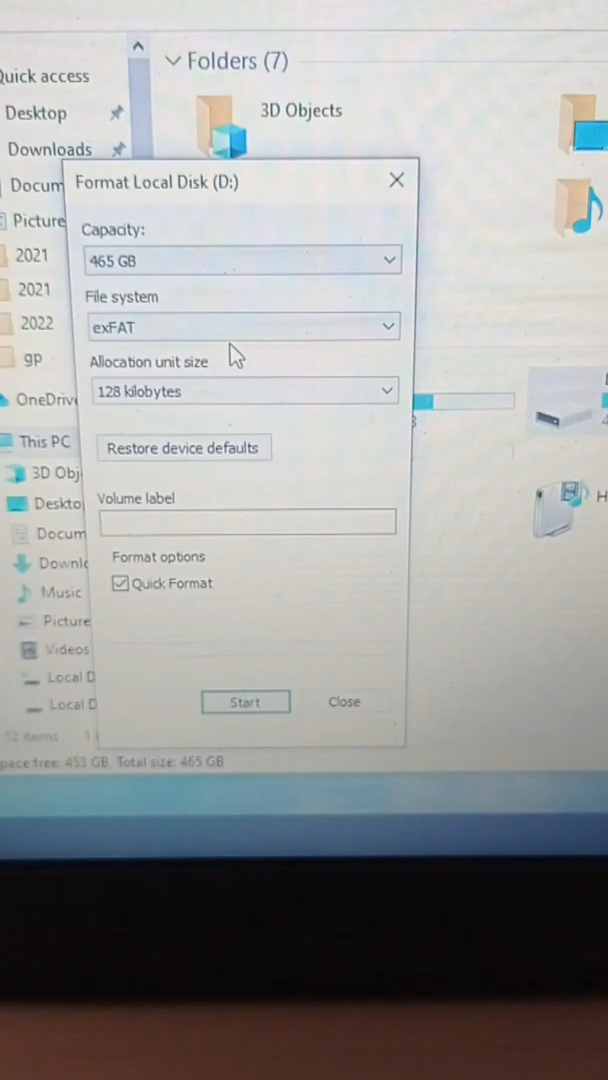 Folders (7)
Quick access
3D Objects
Desktop
Downloads
Docum
Format Local Disk (D:)
Picture
Capacity:
2021
465 GB
2021
File system
2022
exFAT
gp
Allocation unit size
OneDriv
128 kilobytes
This PC
Restore device defaults
3D Obj
Deskto
Volume label
Docum
Downlo
Format options
Music
Quick Format
Picture
Videos
Local D
Local D
Start
Close
12 items
pace free: 453 GB, Total size: 465 GB